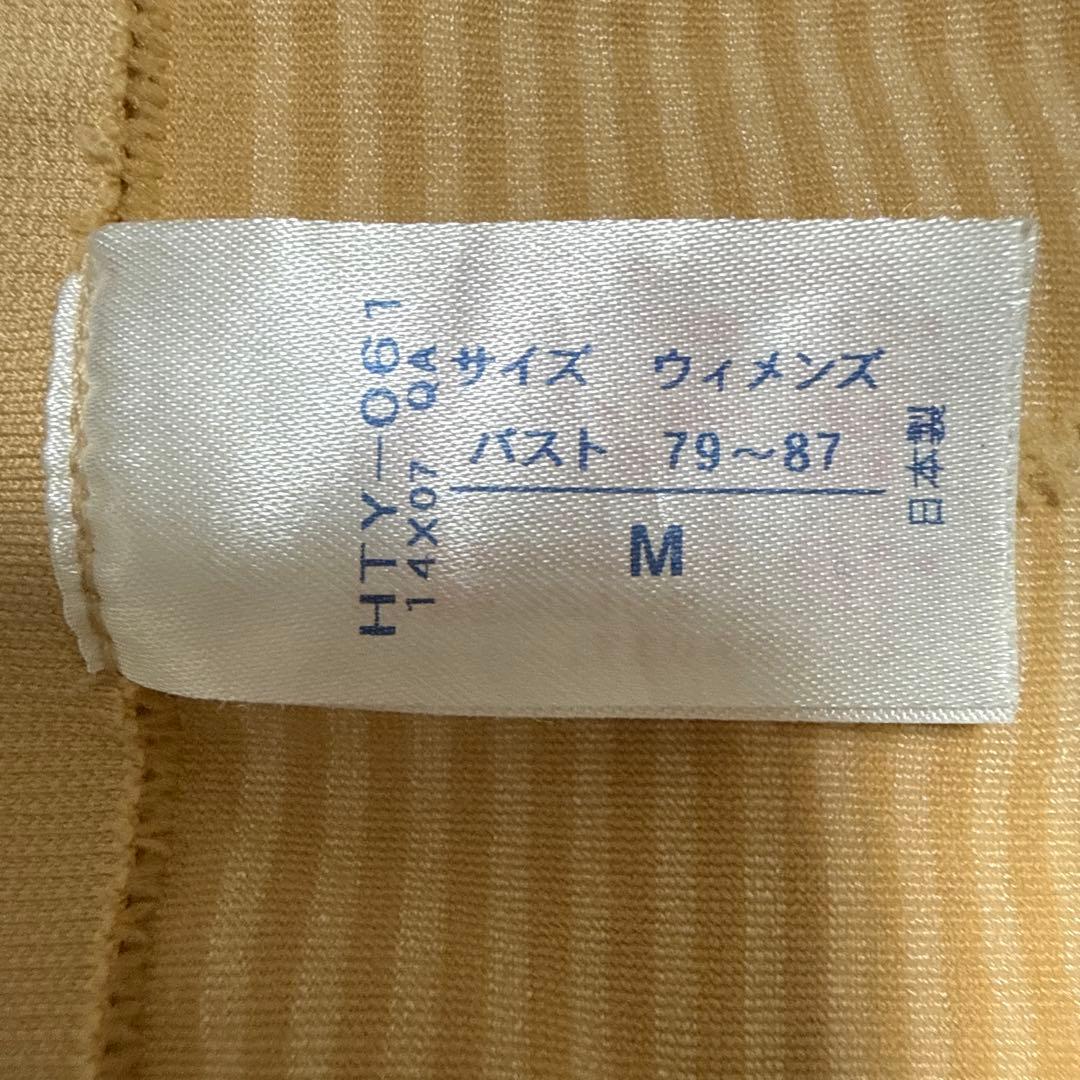 サイズ ウィメンズ
バスト 79～87
M
HTY-061
14X07 QA
日本製